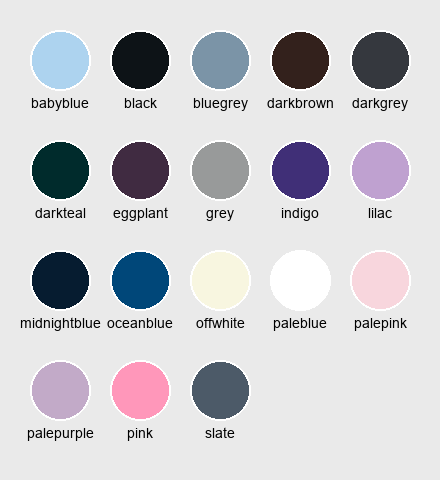 babyblue black bluegrey darkbrown darkgrey
darkteal eggplant grey indigo lilac
midnightblue oceanblue offwhite paleblue palepink
palepurple pink slate